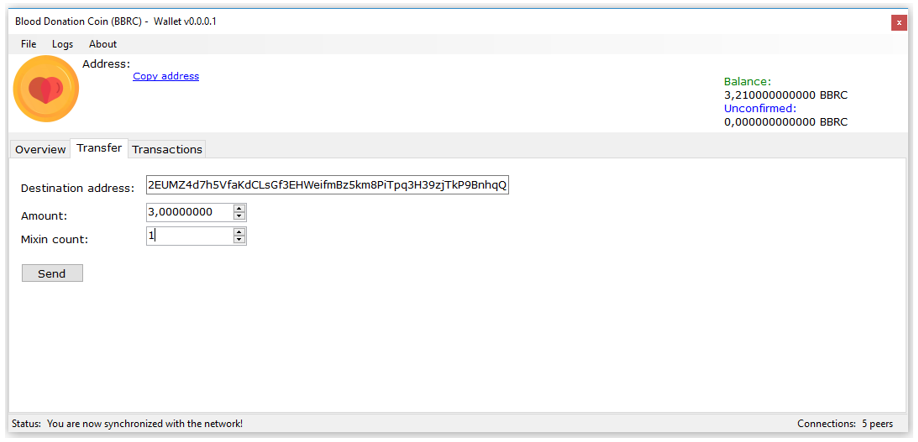 Blood Donation Coin (BBRC) - Wallet v0.0.0.1
x
File Logs About
Address:
Copy address
Balance:
3,210000000000 BBRC
Unconfirmed:
0,000000000000 BBRC
Overview Transfer Transactions
Destination address: 2EUMZ4d7h5VfaKdCLsGf3EHWeifmBz5km8PiTpq3H39zjTkP9BnhqQ
Amount: 3,00000000
Mixin count: 1
Send
Status: You are now synchronized with the network! Connections: 5 peers